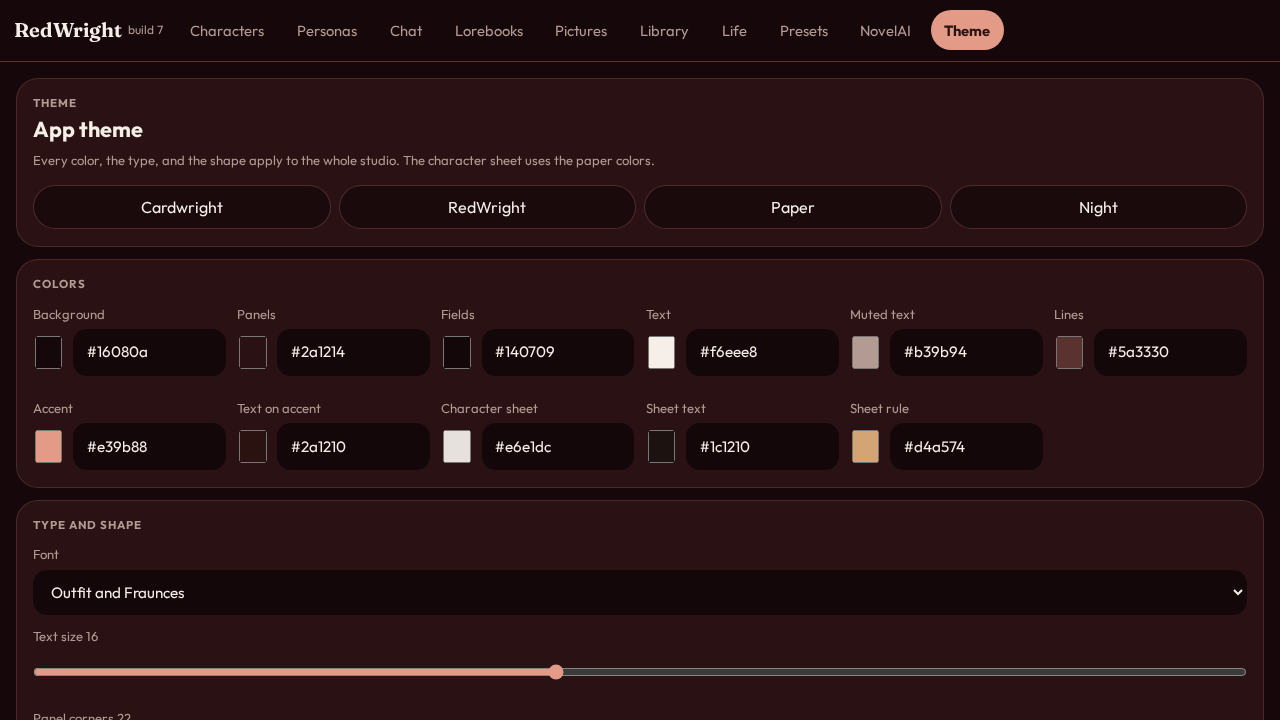 RedWright build 7 Characters Personas Chat Lorebooks Pictures Library Life Presets NovelAI Theme
THEME
App theme
Every color, the type, and the shape apply to the whole studio. The character sheet uses the paper colors.
Cardwright RedWright Paper Night
COLORS
Background Panels Fields Text Muted text Lines
#16080a #2a1214 #140709 #f6eee8 #b39b94 #5a3330
Accent Text on accent Character sheet Sheet text Sheet rule
#e39b88 #2a1210 #e6e1dc #1c1210 #d4a574
TYPE AND SHAPE
Font
Outfit and Fraunces
Text size 16
Panel corners 22